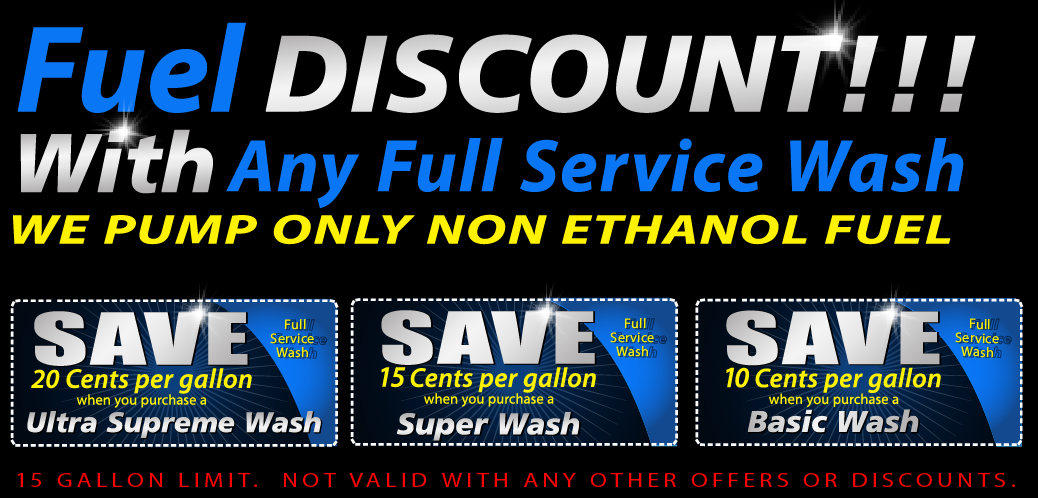 Fuel DISCOUNT!!!
With Any Full Service Wash
WE PUMP ONLY NON ETHANOL FUEL
SAVE
Full
Service
Wash
20 Cents per gallon
when you purchase a
Ultra Supreme Wash
SAVE
Full
Service
Wash
15 Cents per gallon
when you purchase a
Super Wash
SAVE
Full
Service
Wash
10 Cents per gallon
when you purchase a
Basic Wash
15 GALLON LIMIT. NOT VALID WITH ANY OTHER OFFERS OR DISCOUNTS.